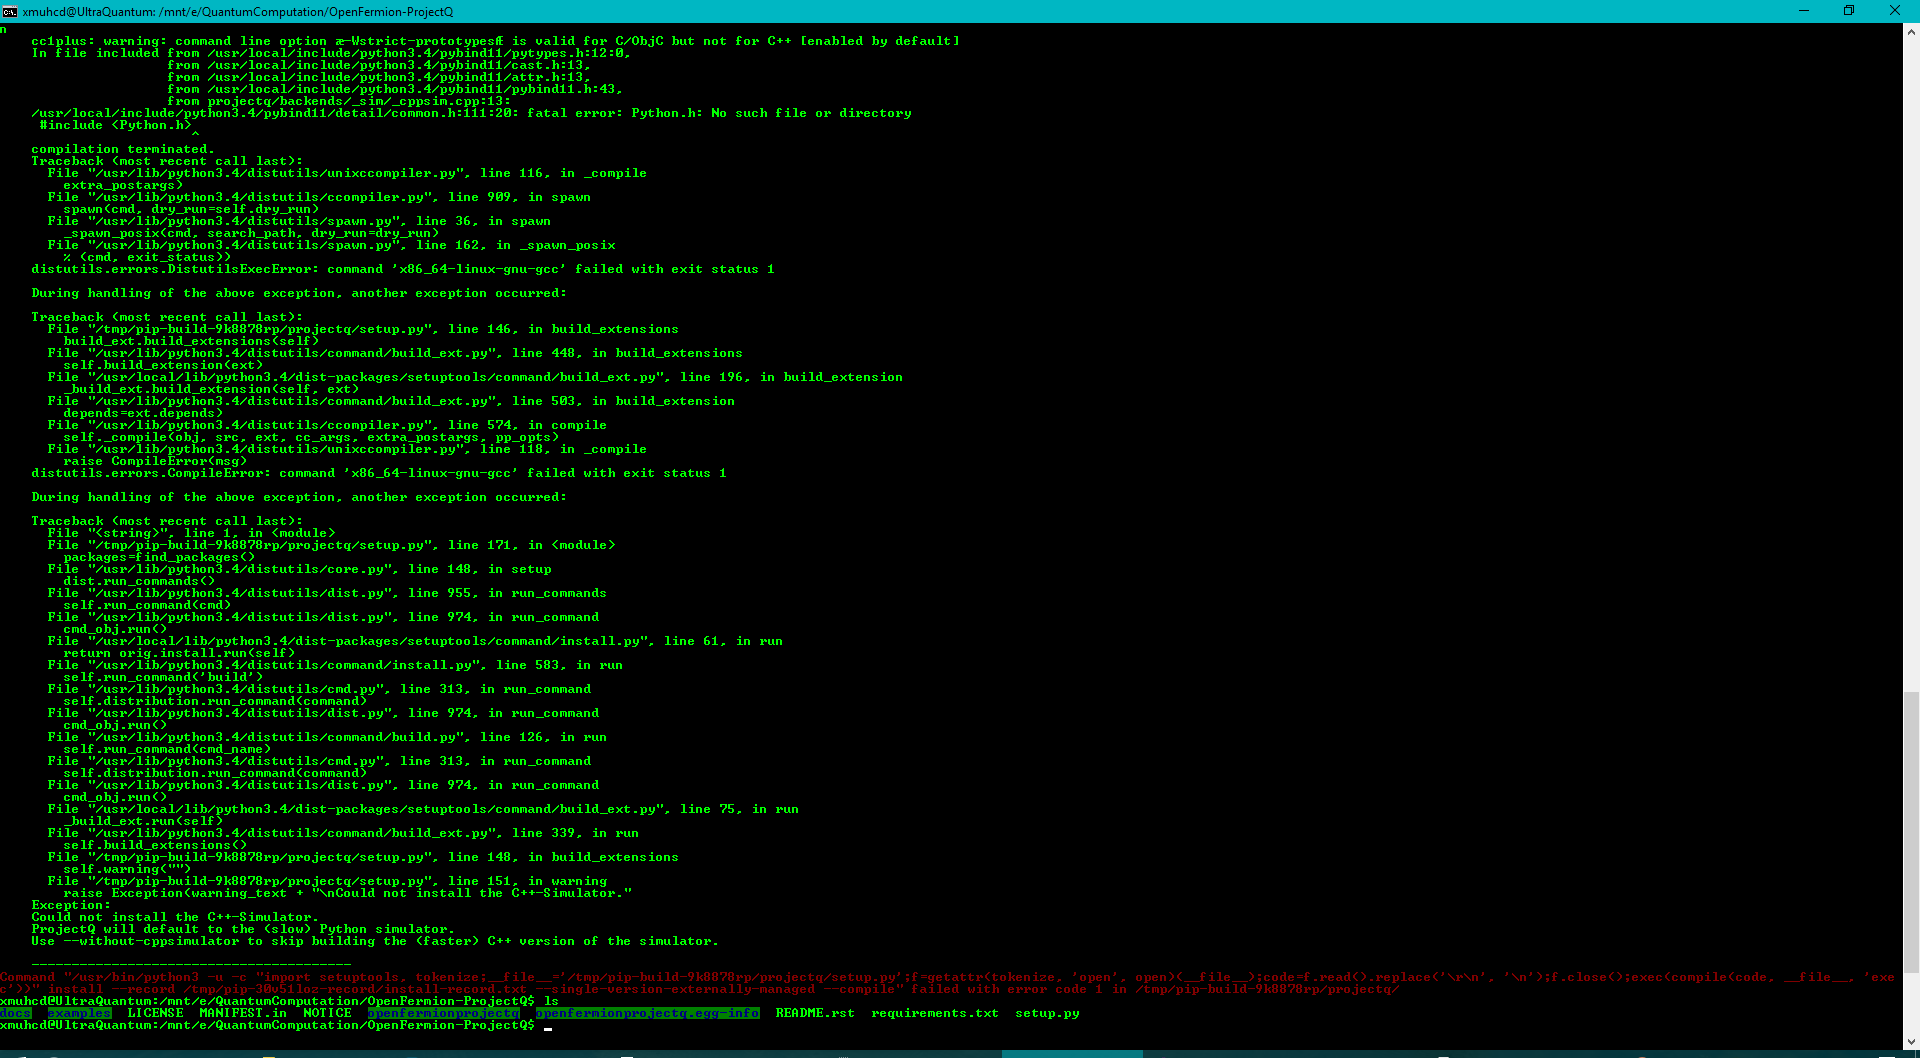 xmuhcd@UltraQuantum: /mnt/e/QuantumComputation/OpenFermion-ProjectQ
n
cc1plus: warning: command line option æ-Wstrict-prototypesÆ is valid for C/ObjC but not for C++ [enabled by default]
In file included from /usr/local/include/python3.4/pybind11/pytypes.h:12:0,
from /usr/local/include/python3.4/pybind11/cast.h:13,
from /usr/local/include/python3.4/pybind11/attr.h:13,
from /usr/local/include/python3.4/pybind11/pybind11.h:43,
from projectq/backends/_sim/_cppsim.cpp:13:
/usr/local/include/python3.4/pybind11/detail/common.h:111:20: fatal error: Python.h: No such file or directory
#include <Python.h>
^
compilation terminated.
Traceback (most recent call last):
File "/usr/lib/python3.4/distutils/unixccompiler.py", line 116, in _compile
extra_postargs)
File "/usr/lib/python3.4/distutils/ccompiler.py", line 909, in spawn
spawn(cmd, dry_run=self.dry_run)
File "/usr/lib/python3.4/distutils/spawn.py", line 36, in spawn
_spawn_posix(cmd, search_path, dry_run=dry_run)
File "/usr/lib/python3.4/distutils/spawn.py", line 162, in _spawn_posix
% (cmd, exit_status))
distutils.errors.DistutilsExecError: command 'x86_64-linux-gnu-gcc' failed with exit status 1
During handling of the above exception, another exception occurred:
Traceback (most recent call last):
File "/tmp/pip-build-9k8878rp/projectq/setup.py", line 146, in build_extensions
build_ext.build_extensions(self)
File "/usr/lib/python3.4/distutils/command/build_ext.py", line 448, in build_extensions
self.build_extension(ext)
File "/usr/local/lib/python3.4/dist-packages/setuptools/command/build_ext.py", line 196, in build_extension
_build_ext.build_extension(self, ext)
File "/usr/lib/python3.4/distutils/command/build_ext.py", line 503, in build_extension
depends=ext.depends)
File "/usr/lib/python3.4/distutils/ccompiler.py", line 574, in compile
self._compile(obj, src, ext, cc_args, extra_postargs, pp_opts)
File "/usr/lib/python3.4/distutils/unixccompiler.py", line 118, in _compile
raise CompileError(msg)
distutils.errors.CompileError: command 'x86_64-linux-gnu-gcc' failed with exit status 1
During handling of the above exception, another exception occurred:
Traceback (most recent call last):
File "<string>", line 1, in <module>
File "/tmp/pip-build-9k8878rp/projectq/setup.py", line 171, in <module>
packages=find_packages()
File "/usr/lib/python3.4/distutils/core.py", line 148, in setup
dist.run_commands()
File "/usr/lib/python3.4/distutils/dist.py", line 955, in run_commands
self.run_command(cmd)
File "/usr/lib/python3.4/distutils/dist.py", line 974, in run_command
cmd_obj.run()
File "/usr/local/lib/python3.4/dist-packages/setuptools/command/install.py", line 61, in run
return orig.install.run(self)
File "/usr/lib/python3.4/distutils/command/install.py", line 583, in run
self.run_command('build')
File "/usr/lib/python3.4/distutils/cmd.py", line 313, in run_command
self.distribution.run_command(command)
File "/usr/lib/python3.4/distutils/dist.py", line 974, in run_command
cmd_obj.run()
File "/usr/lib/python3.4/distutils/command/build.py", line 126, in run
self.run_command(cmd_name)
File "/usr/lib/python3.4/distutils/cmd.py", line 313, in run_command
self.distribution.run_command(command)
File "/usr/lib/python3.4/distutils/dist.py", line 974, in run_command
cmd_obj.run()
File "/usr/local/lib/python3.4/dist-packages/setuptools/command/build_ext.py", line 75, in run
_build_ext.run(self)
File "/usr/lib/python3.4/distutils/command/build_ext.py", line 339, in run
self.build_extensions()
File "/tmp/pip-build-9k8878rp/projectq/setup.py", line 148, in build_extensions
self.warning("")
File "/tmp/pip-build-9k8878rp/projectq/setup.py", line 151, in warning
raise Exception(warning_text + "\nCould not install the C++-Simulator."
Exception:
Could not install the C++-Simulator.
ProjectQ will default to the (slow) Python simulator.
Use --without-cppsimulator to skip building the (faster) C++ version of the simulator.
----------------------------------------
Command "/usr/bin/python3 -u -c "import setuptools, tokenize;__file__='/tmp/pip-build-9k8878rp/projectq/setup.py';f=getattr(tokenize, 'open', open)(__file__);code=f.read().replace('\r\n', '\n');f.close();exec(compile(code, __file__, 'exe
c'))" install --record /tmp/pip-30v51loz-record/install-record.txt --single-version-externally-managed --compile" failed with error code 1 in /tmp/pip-build-9k8878rp/projectq/
xmuhcd@UltraQuantum:/mnt/e/QuantumComputation/OpenFermion-ProjectQ$ ls
docs examples LICENSE MANIFEST.in NOTICE openfermionprojectq openfermionprojectq.egg-info README.rst requirements.txt setup.py
xmuhcd@UltraQuantum:/mnt/e/QuantumComputation/OpenFermion-ProjectQ$